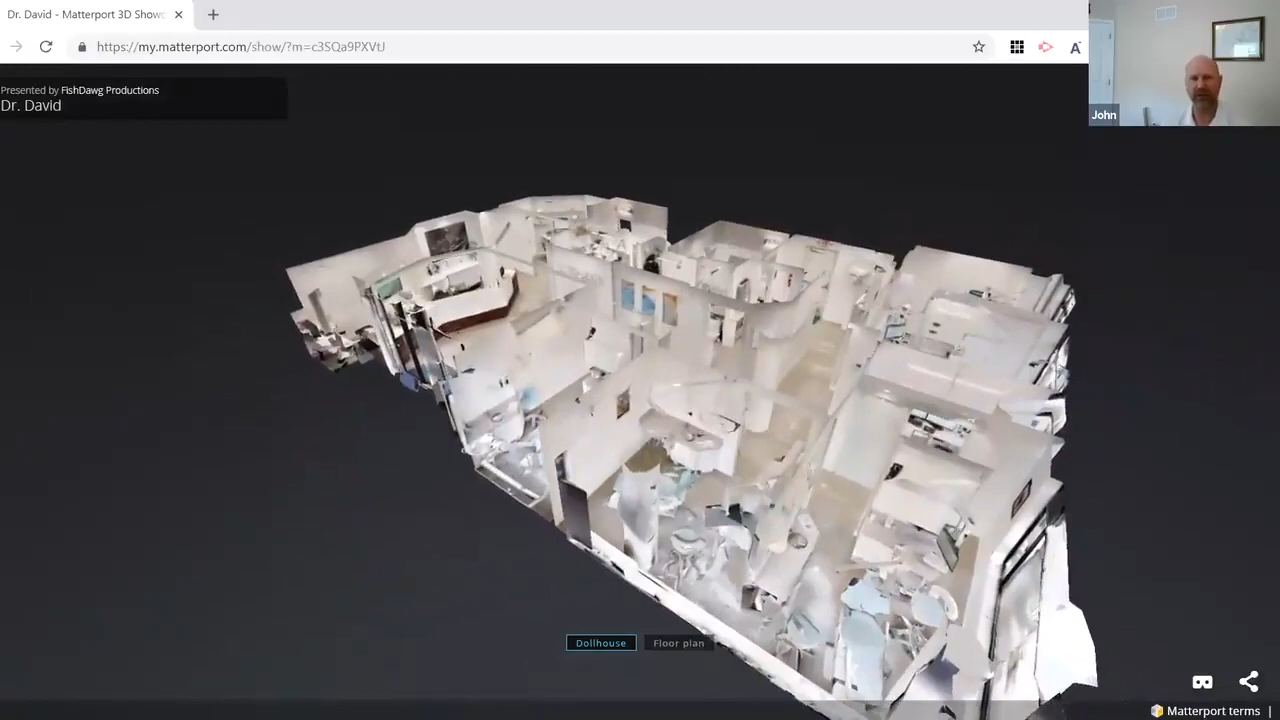 Dr. David - Matterport 3D Showc
https://my.matterport.com/show/?m=c3SQa9PXVtJ
Presented by FishDawg Productions
Dr. David
John
Dollhouse
Floor plan
Matterport terms |